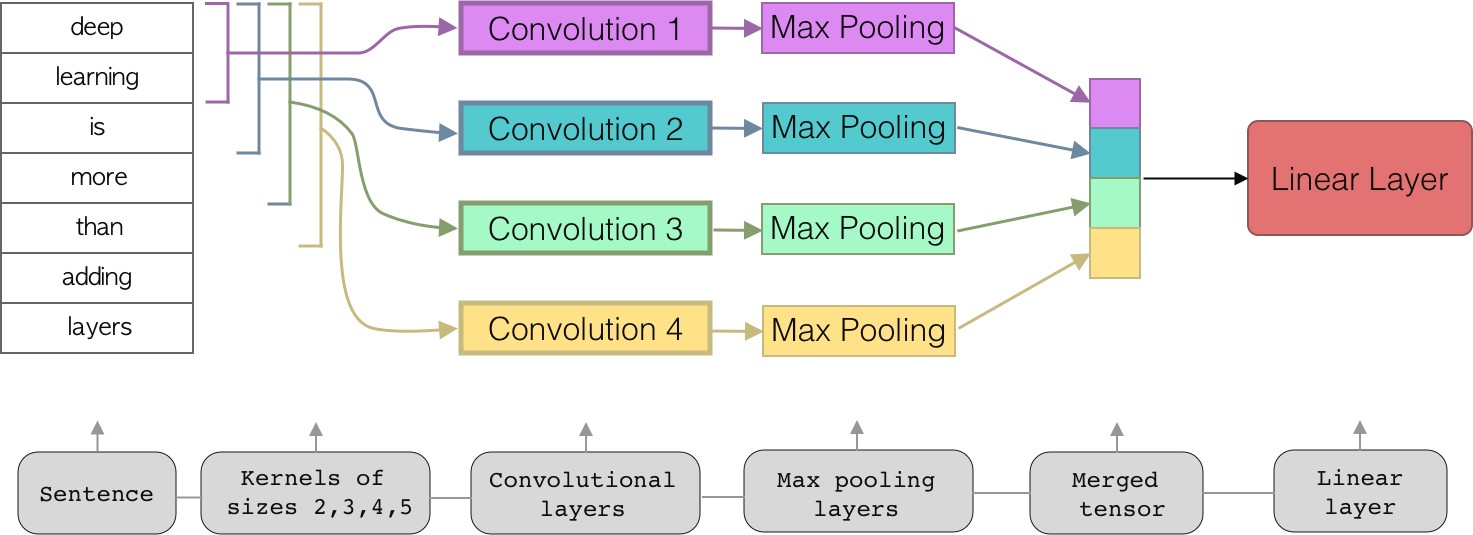 deep
learning
is
more
than
adding
layers
Convolution 1
Max Pooling
Convolution 2
Max Pooling
Convolution 3
Max Pooling
Convolution 4
Max Pooling
Linear Layer
Sentence
Kernels of
sizes 2,3,4,5
Convolutional
layers
Max pooling
layers
Merged
tensor
Linear
layer